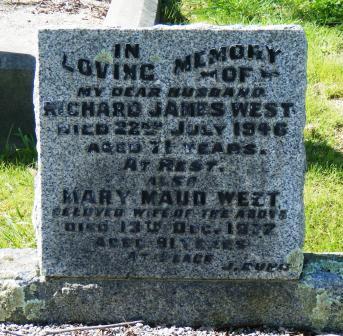 IN
LOVING MEMORY
OF
MY DEAR HUSBAND
RICHARD JAMES WEST
DIED 22ND JULY 1946
AGED 71 YEARS.
AT REST.
ALSO
MARY MAUD WEST.
BELOVED WIFE OF THE ABOVE
DIED 13TH DEC. 1977
AGED 91 YEARS
AT PEACE